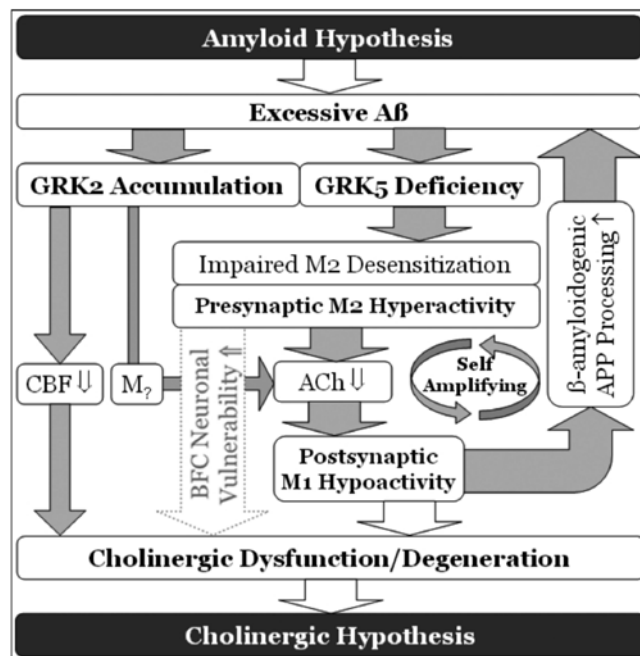 Amyloid Hypothesis
Excessive Aß
GRK2 Accumulation
GRK5 Deficiency
Impaired M2 Desensitization
Presynaptic M2 Hyperactivity
ß-amyloidogenic
APP Processing ↑
CBF ⇓
M?
BFC Neuronal
Vulnerability ⇑
ACh ⇓
Self
Amplifying
Postsynaptic
M1 Hypoactivity
Cholinergic Dysfunction/Degeneration
Cholinergic Hypothesis